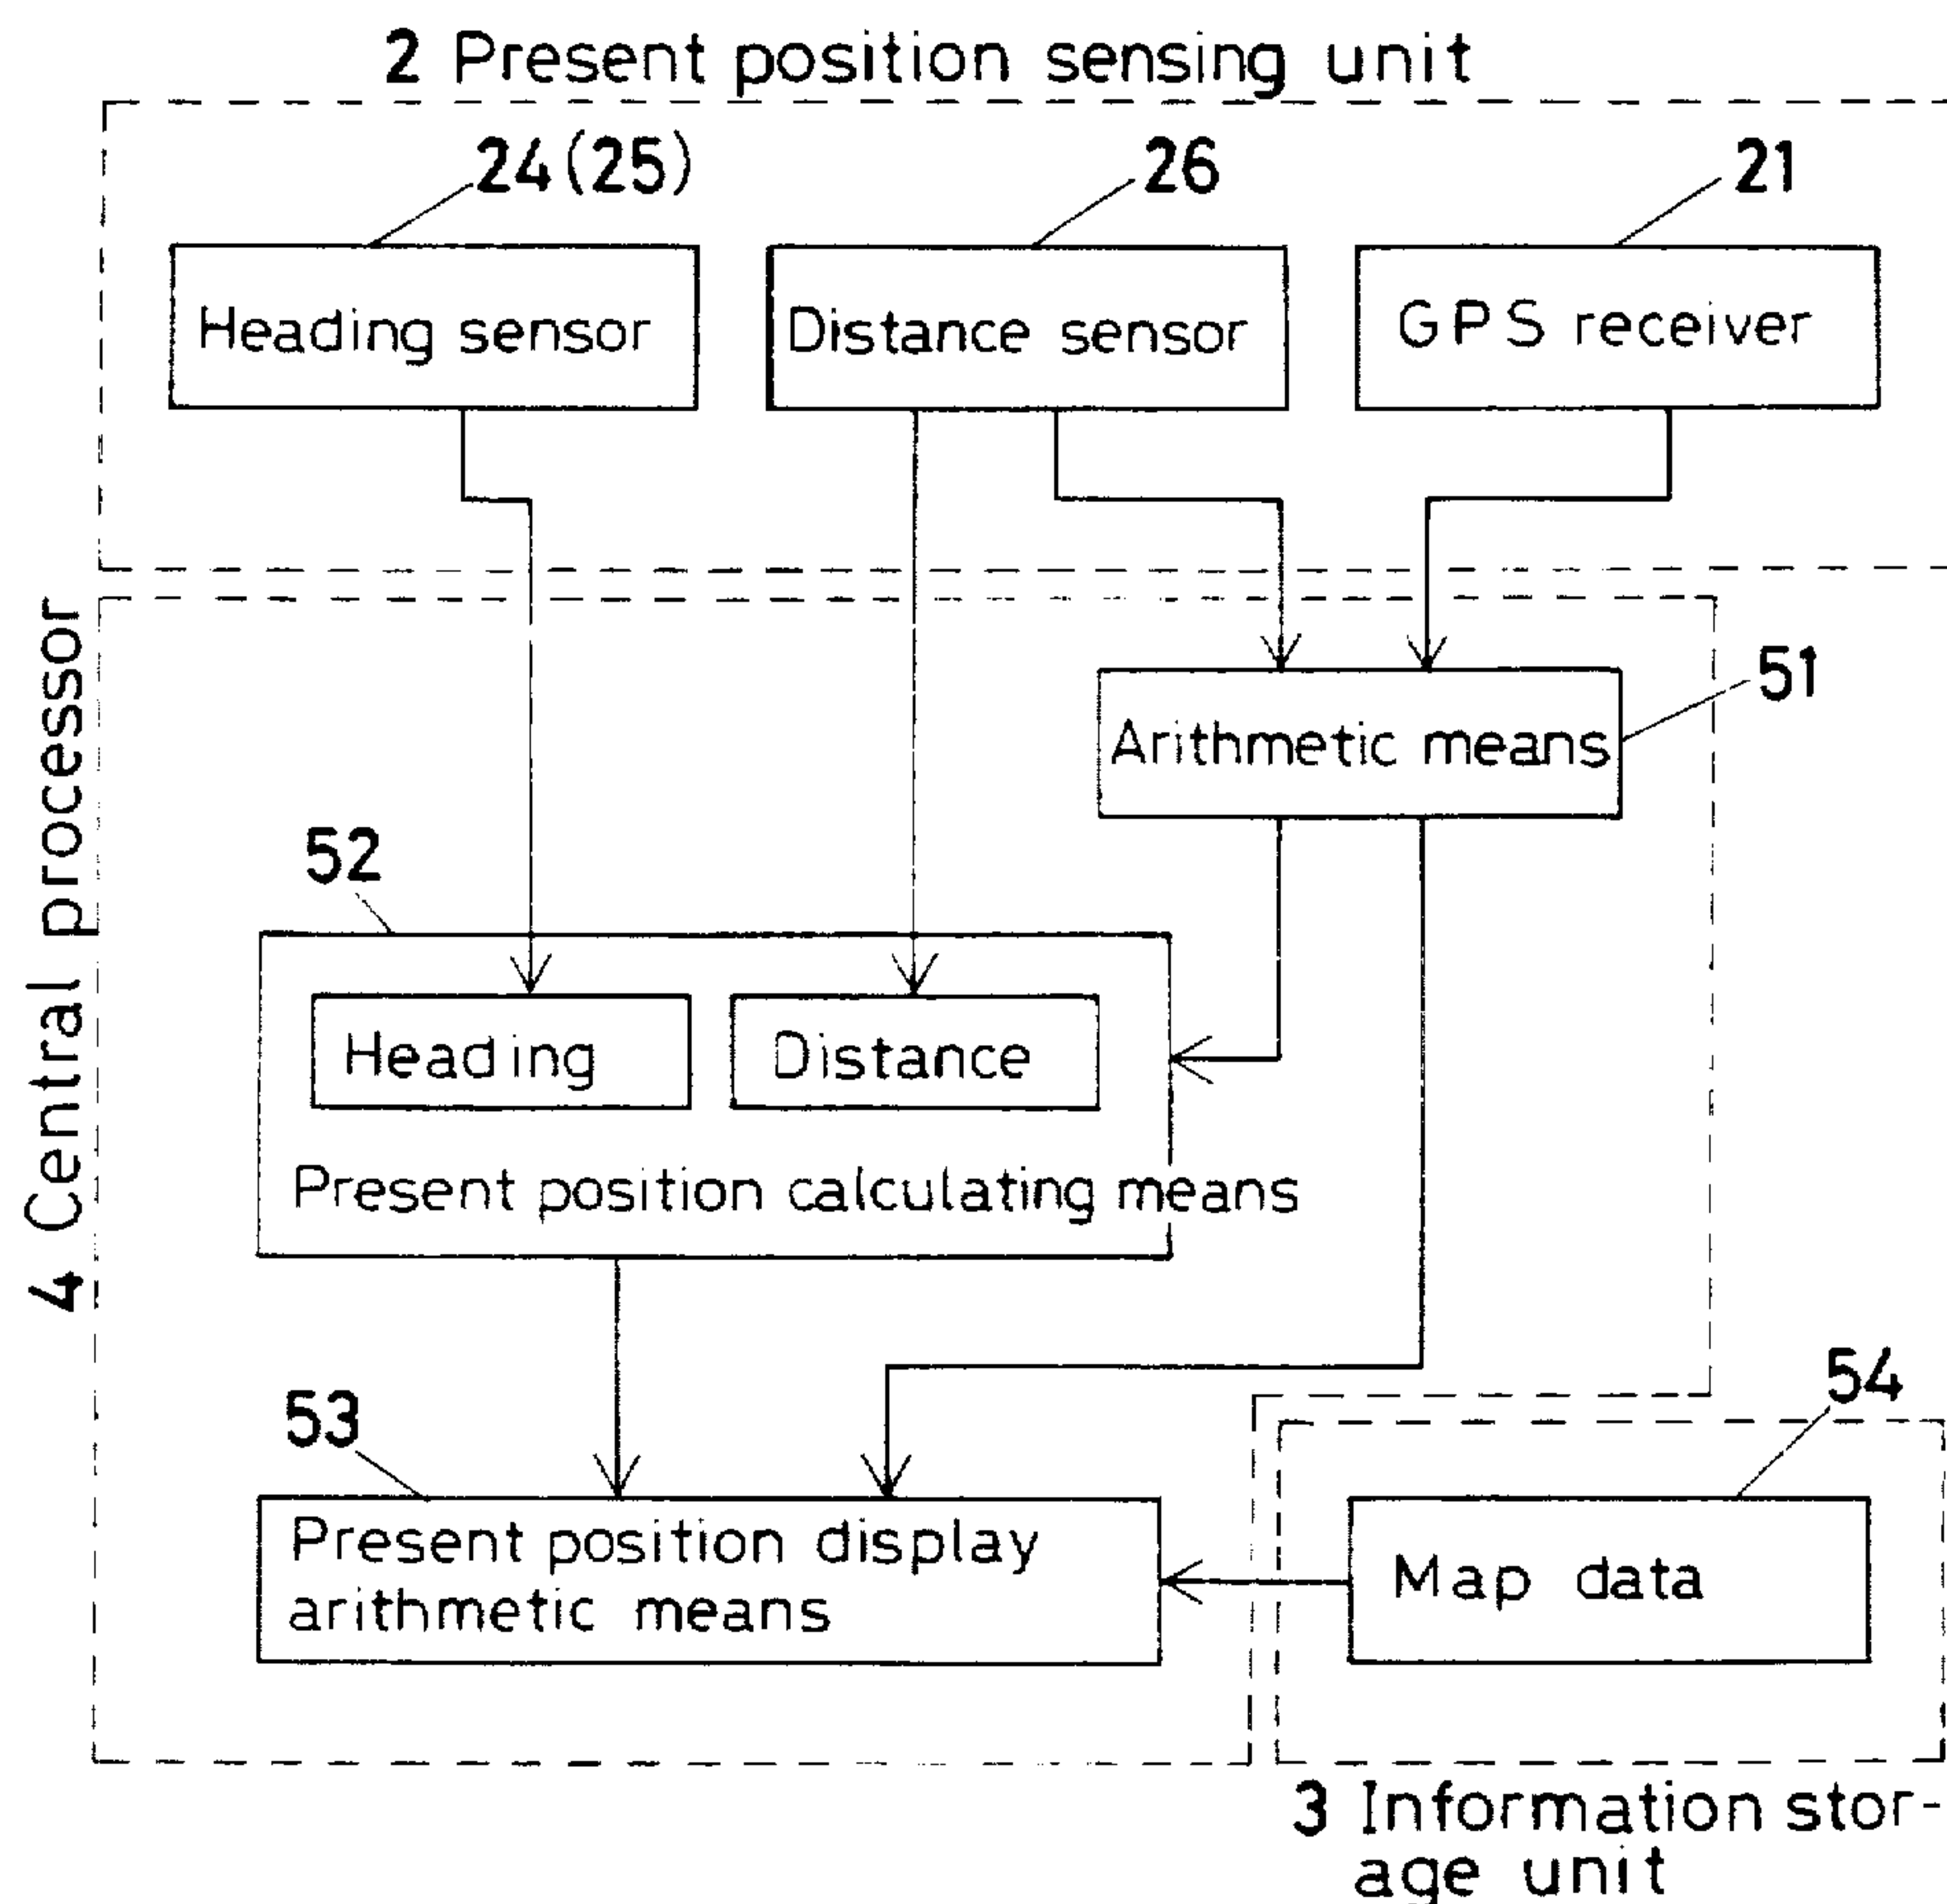 2 Present position sensing unit
24(25)
26
21
Heading sensor
Distance sensor
GPS receiver
51
Arithmetic means
4 Central processor
52
Heading
Distance
Present position calculating means
54
53
Present position display
arithmetic means
Map data
3 Information stor-
age unit